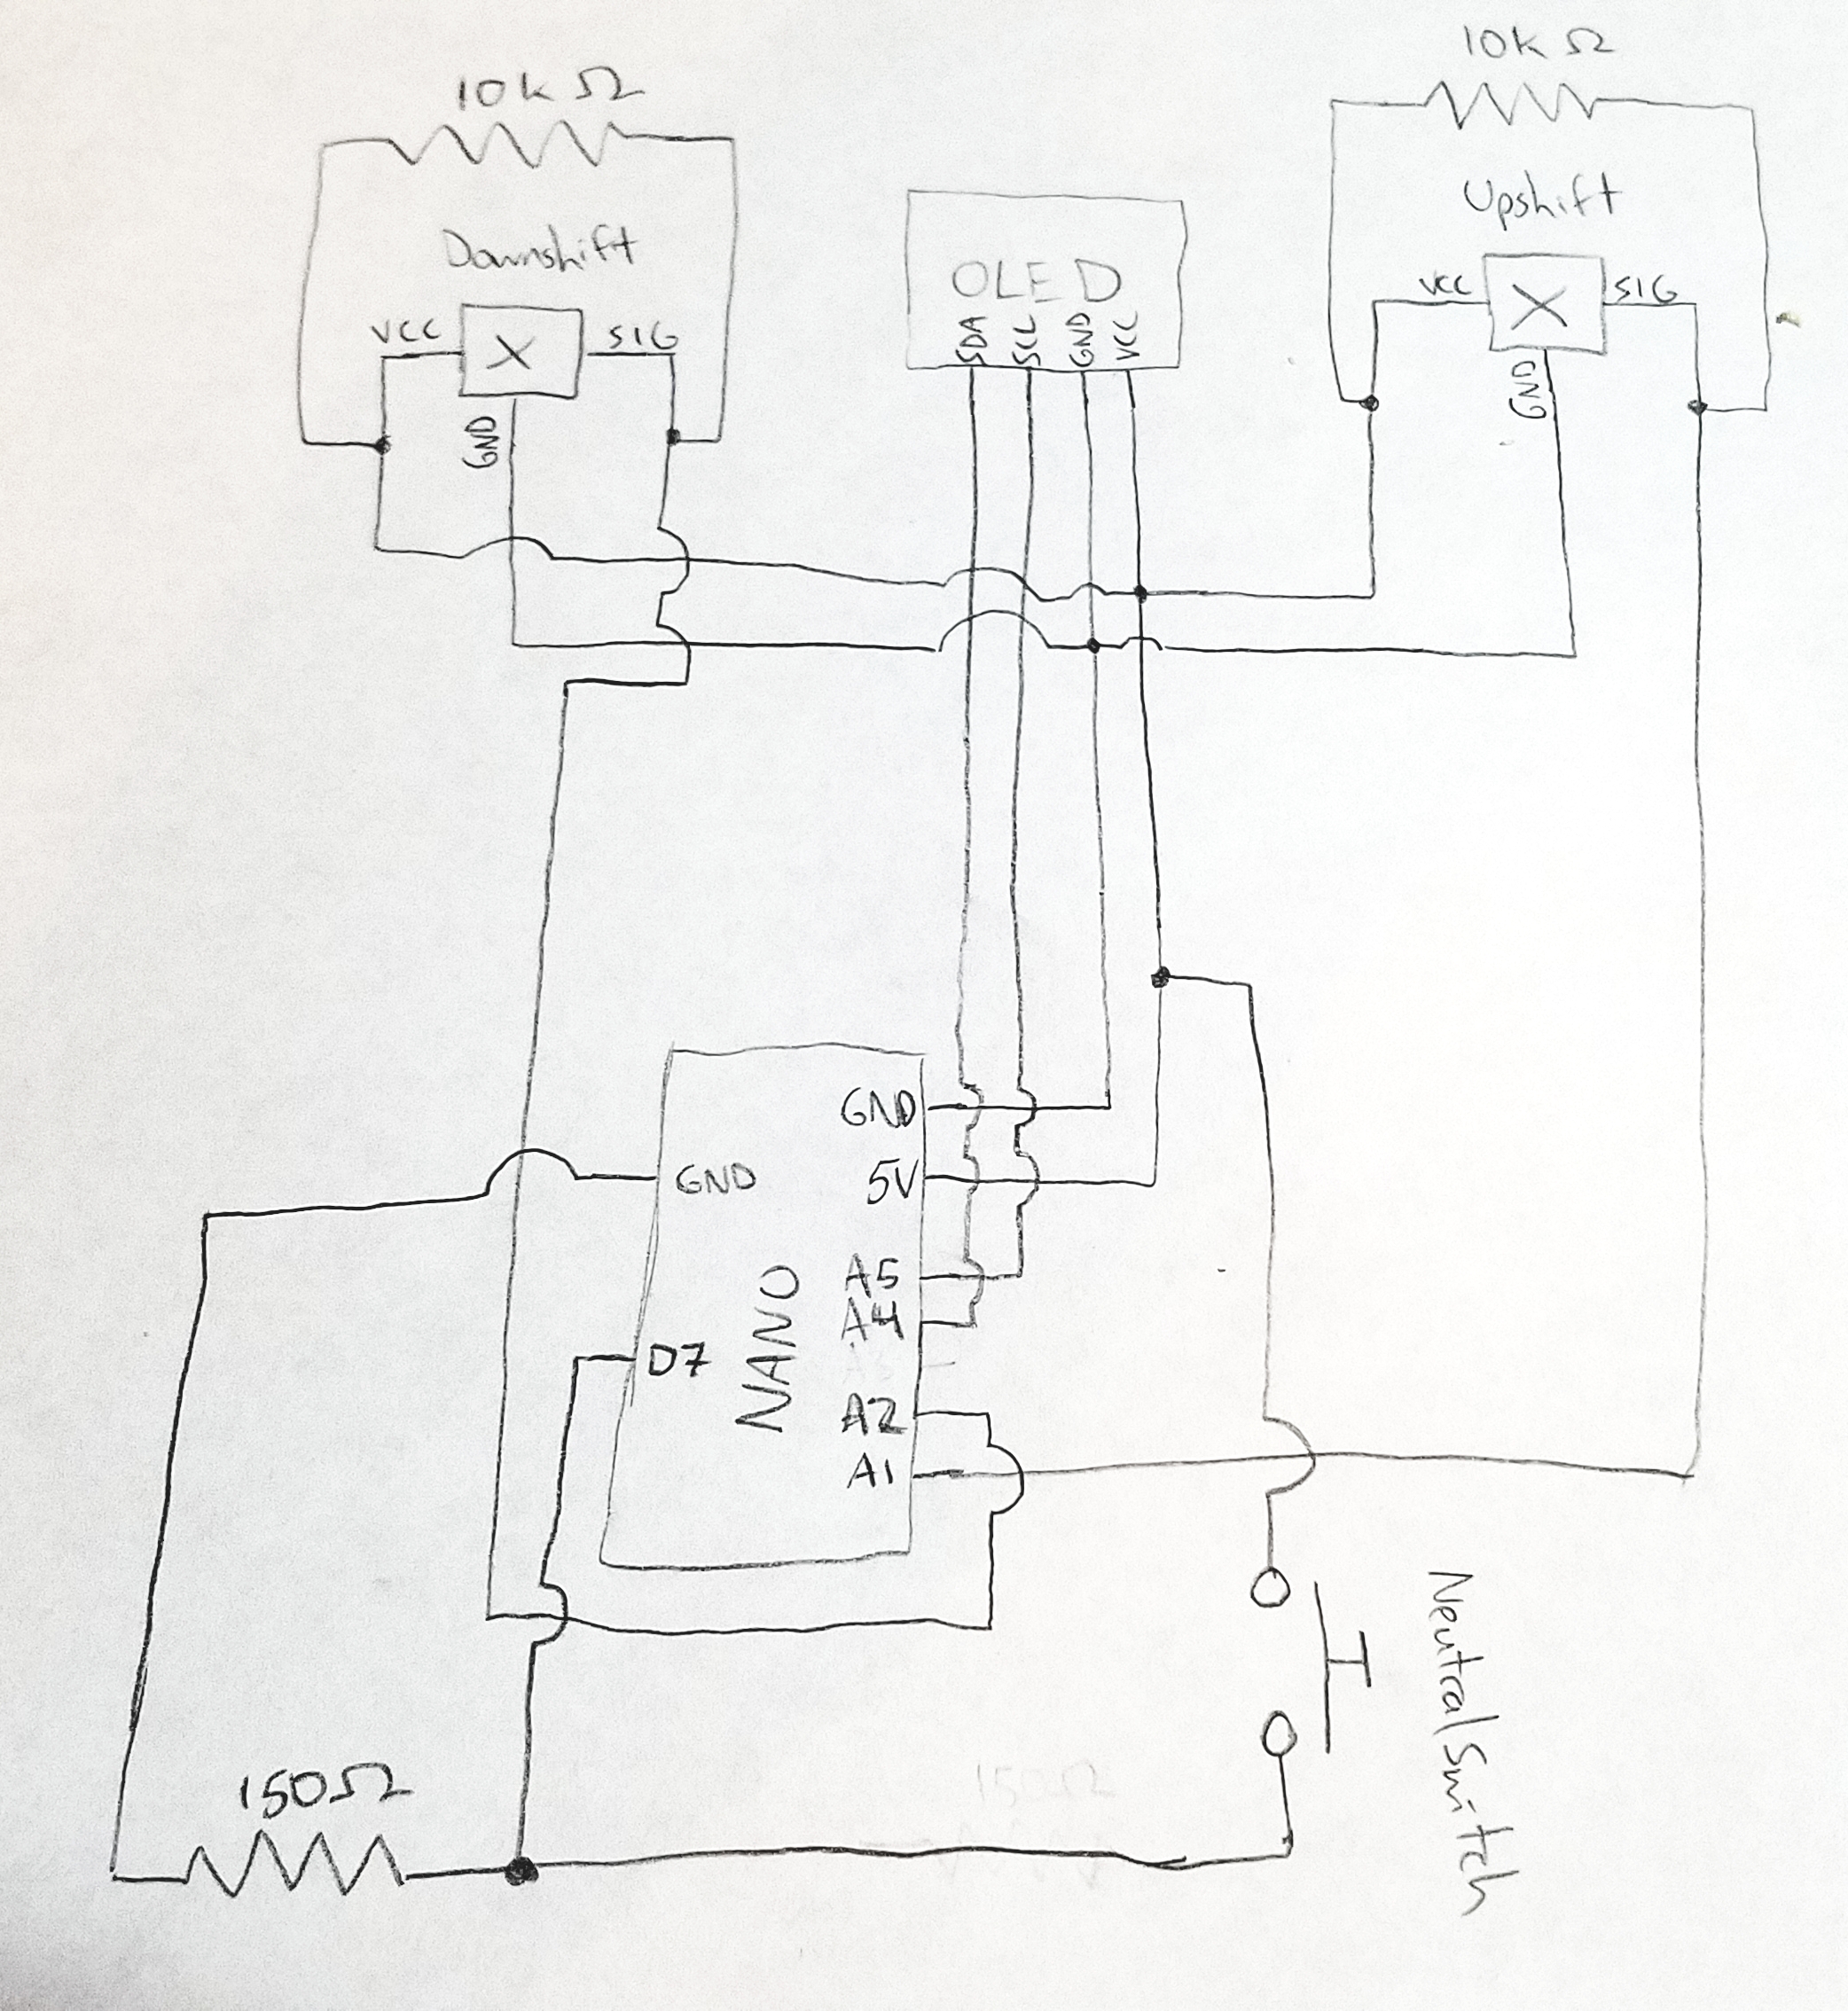 10k Ω
10k Ω
Upshift
Downshift
OLED
VCC
SIG
GND
VCC
SIG
GND
SDA
SCL
GND
VCC
GND
GND
5V
A5
A4
D7
NANO
A2
A1
Neutral Switch
150Ω
15Ω